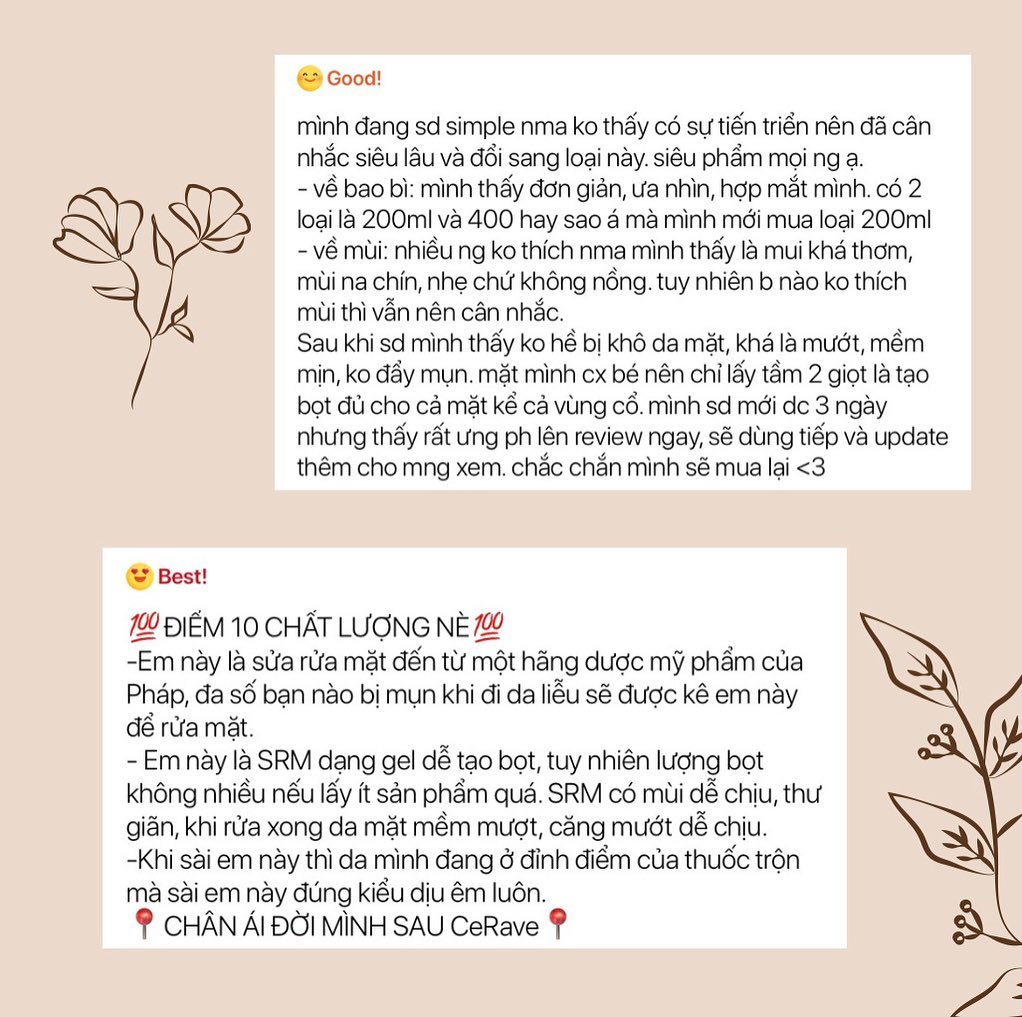 😊 Good!
mình đang sd simple nma ko thấy có sự tiến triển nên đã cân
nhắc siêu lâu và đổi sang loại này. siêu phẩm mọi ng ạ.
- về bao bì: mình thấy đơn giản, ưa nhìn, hợp mắt mình. có 2
loại là 200ml và 400 hay sao á mà mình mới mua loại 200ml
- về mùi: nhiều ng ko thích nma mình thấy là mui khá thơm,
mùi na chín, nhẹ chứ không nồng. tuy nhiên b nào ko thích
mùi thì vẫn nên cân nhắc.
Sau khi sd mình thấy ko hề bị khô da mặt, khá là mướt, mềm
mịn, ko đẩy mụn. mặt mình cx bé nên chỉ lấy tầm 2 giọt là tạo
bọt đủ cho cả mặt kể cả vùng cổ. mình sd mới dc 3 ngày
nhưng thấy rất ưng ph lên review ngay, sẽ dùng tiếp và update
thêm cho mng xem. chắc chắn mình sẽ mua lại <3
😍 Best!
💯 ĐIỂM 10 CHẤT LƯỢNG NÈ 💯
-Em này là sửa rửa mặt đến từ một hãng dược mỹ phẩm của
Pháp, đa số bạn nào bị mụn khi đi da liễu sẽ được kê em này
để rửa mặt.
- Em này là SRM dạng gel dễ tạo bọt, tuy nhiên lượng bọt
không nhiều nếu lấy ít sản phẩm quá. SRM có mùi dễ chịu, thư
giãn, khi rửa xong da mặt mềm mượt, căng mướt dễ chịu.
-Khi sài em này thì da mình đang ở đỉnh điểm của thuốc trộn
mà sài em này đúng kiểu dịu êm luôn.
📍 CHÂN ÁI ĐỜI MÌNH SAU CeRave 📍